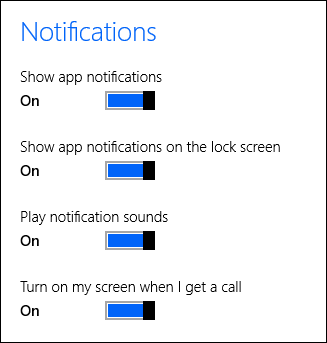 Notifications
Show app notifications
On
Show app notifications on the lock screen
On
Play notification sounds
On
Turn on my screen when I get a call
On